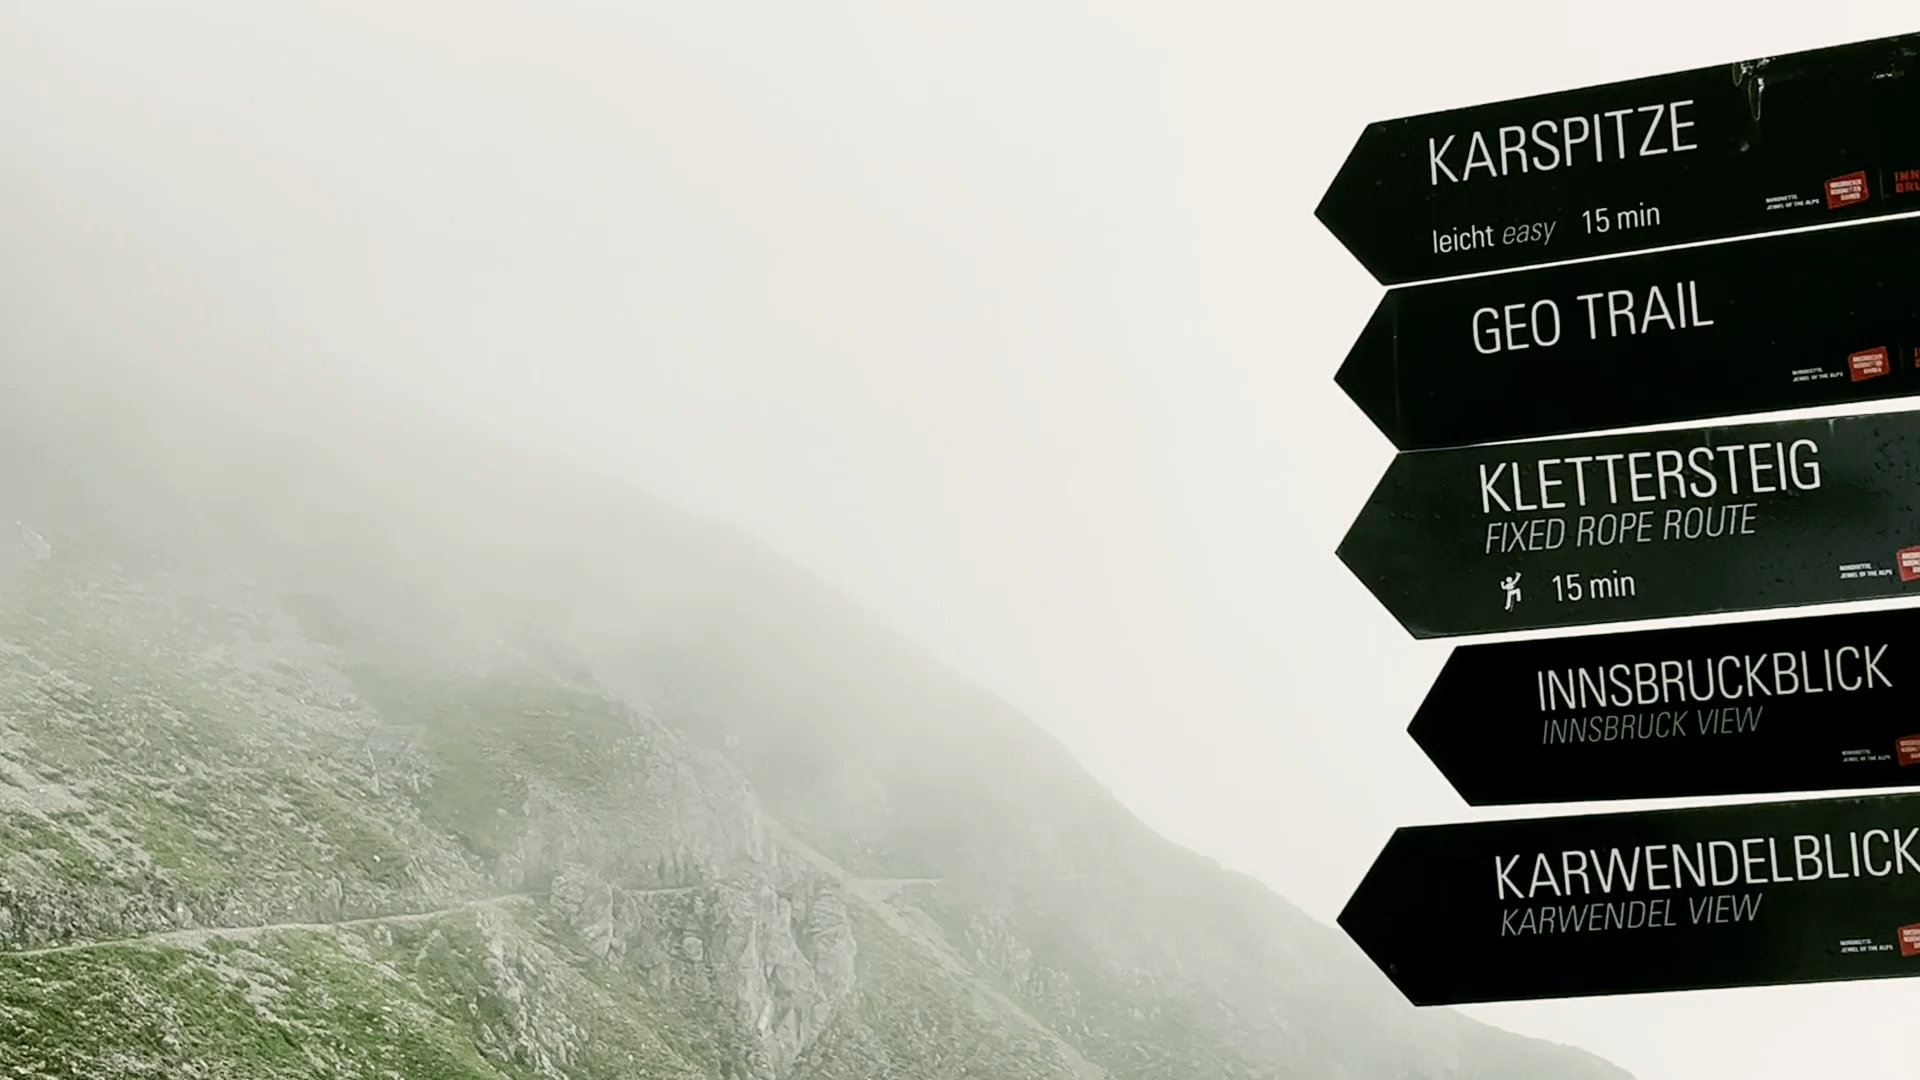 KARSPITZE
leicht easy 15 min
GEO TRAIL
KLETTERSTEIG
FIXED ROPE ROUTE
15 min
INNSBRUCKBLICK
INNSBRUCK VIEW
KARWENDELBLICK
KARWENDEL VIEW